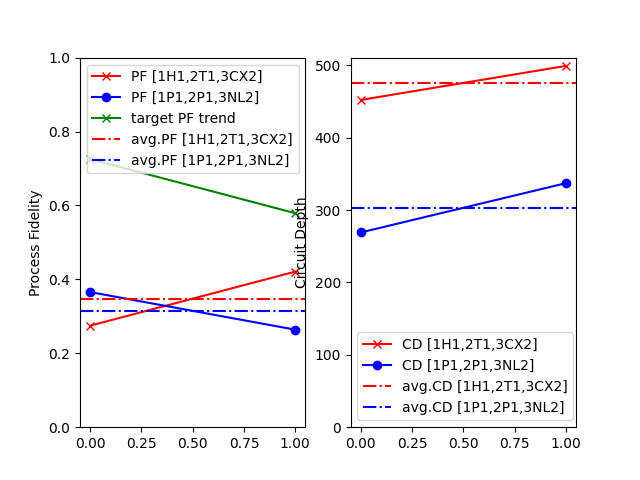 1.0
0.8
0.6
0.4
0.2
0.0
Process Fidelity
PF [1H1,2T1,3CX2]
PF [1P1,2P1,3NL2]
target PF trend
avg.PF [1H1,2T1,3CX2]
avg.PF [1P1,2P1,3NL2]
0.00 0.25 0.50 0.75 1.00
500
400
300
200
100
0
Circuit Depth
CD [1H1,2T1,3CX2]
CD [1P1,2P1,3NL2]
avg.CD [1H1,2T1,3CX2]
avg.CD [1P1,2P1,3NL2]
0.00 0.25 0.50 0.75 1.00